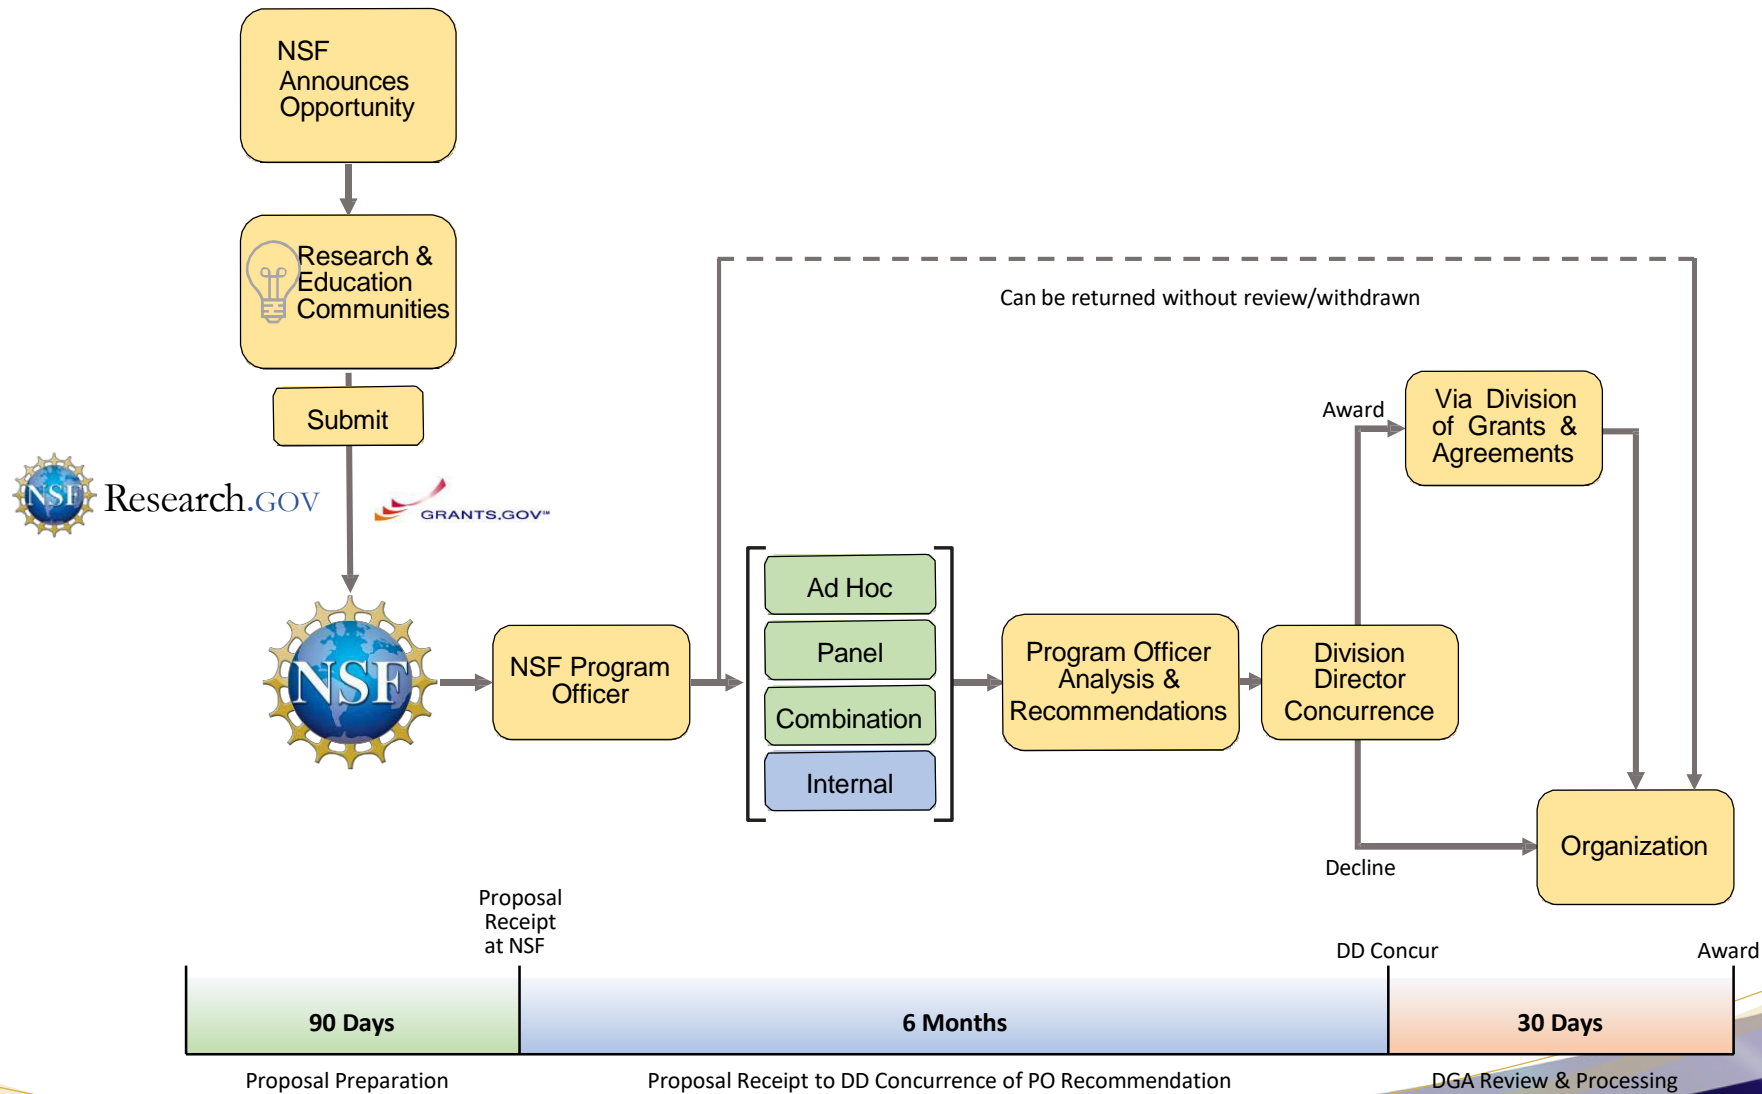 NSF
Announces
Opportunity
Research &
Education
Communities
Submit
NSF Research.GOV
GRANTS.GOV℠
NSF
NSF Program
Officer
Can be returned without review/withdrawn
Ad Hoc
Panel
Combination
Internal
Program Officer
Analysis &
Recommendations
Division
Director
Concurrence
Award
Via Division
of Grants &
Agreements
Decline
Organization
Proposal
Receipt
at NSF
DD Concur
Award
90 Days
6 Months
30 Days
Proposal Preparation
Proposal Receipt to DD Concurrence of PO Recommendation
DGA Review & Processing